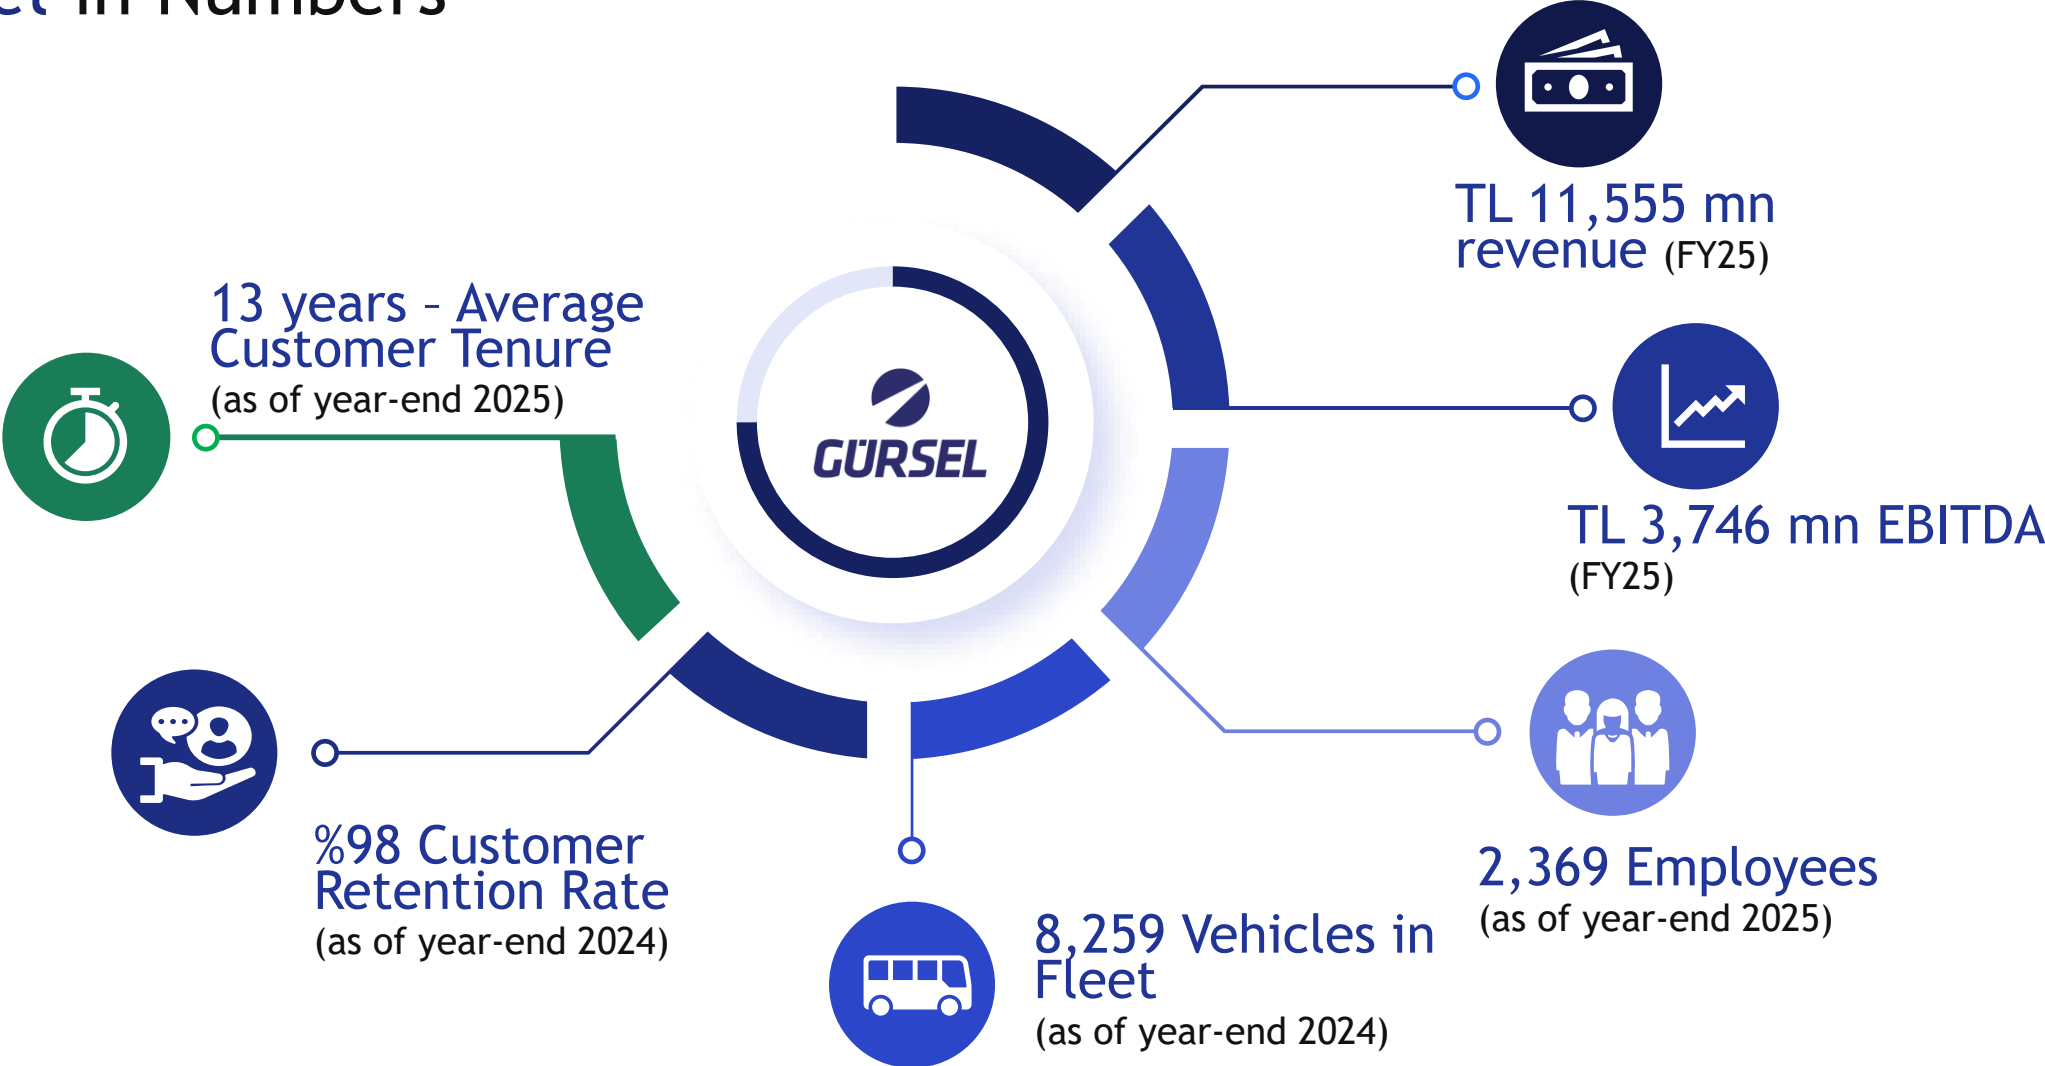 in Numbers
TL 11,555 mn
revenue (FY25)
13 years – Average
Customer Tenure
(as of year-end 2025)
GÜRSEL
TL 3,746 mn EBITDA
(FY25)
%98 Customer
Retention Rate
(as of year-end 2024)
2,369 Employees
(as of year-end 2025)
8,259 Vehicles in
Fleet
(as of year-end 2024)